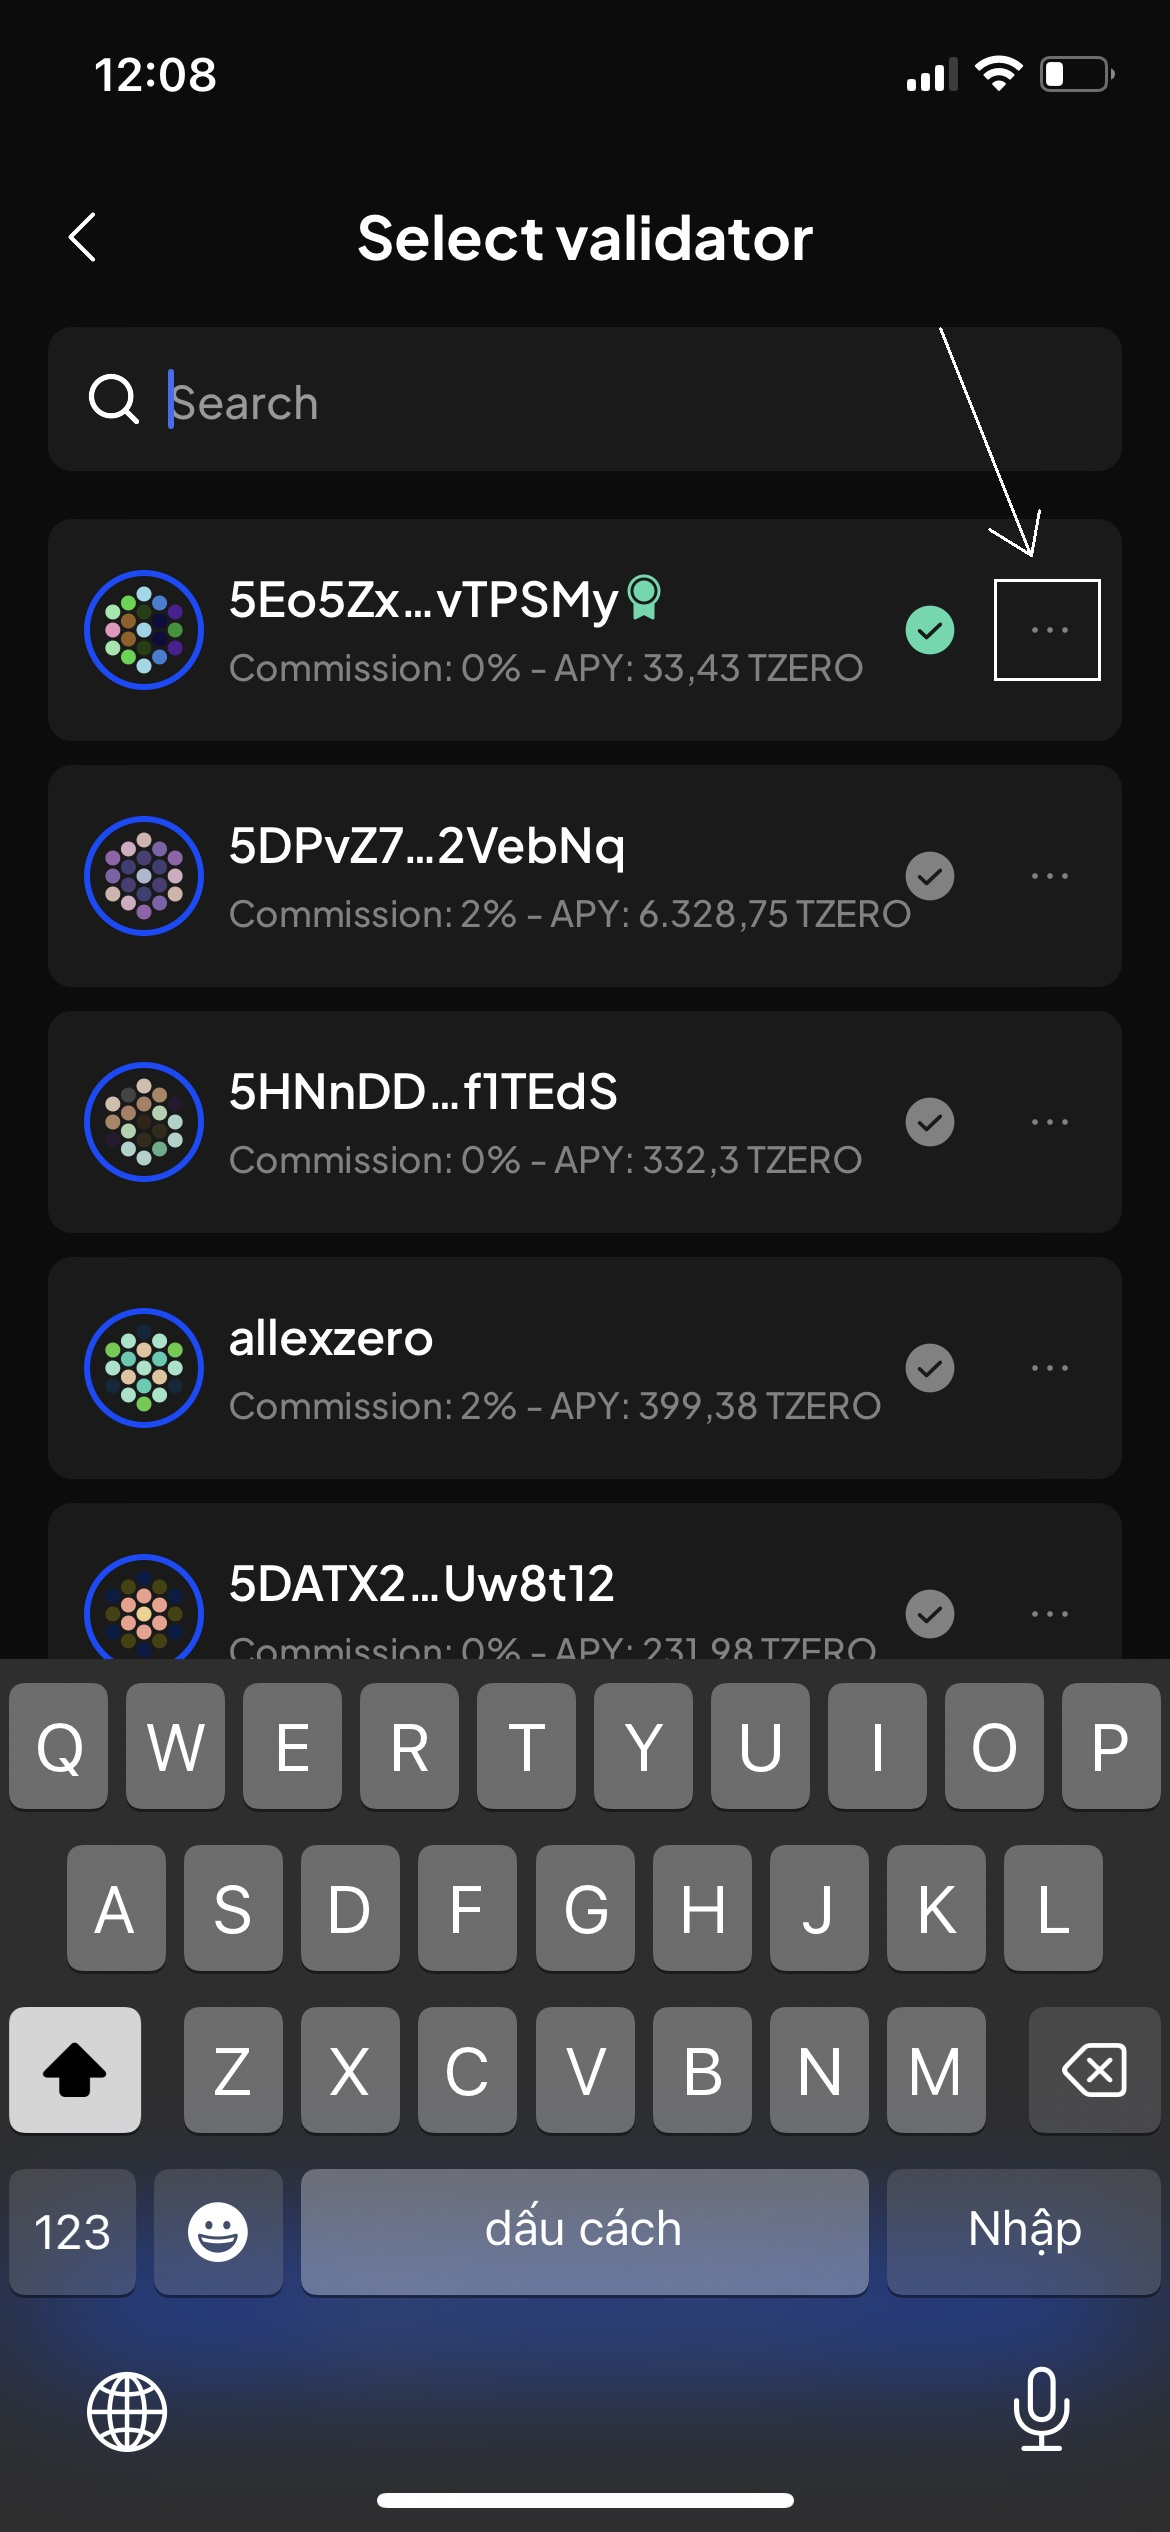 12:08
Select validator
Search
5Eo5Zx...vTPSMy
Commission: 0% - APY: 33,43 TZERO
5DPvZ7...2VebNq
Commission: 2% - APY: 6.328,75 TZERO
5HNnDD...f1TEdS
Commission: 0% - APY: 332,3 TZERO
allexzero
Commission: 2% - APY: 399,38 TZERO
5DATX2...Uw8t12
Commission: 0% - APY: 231,98 TZERO
Q W E R T Y U I O P
A S D F G H J K L
Z X C V B N M
123 dấu cách Nhập